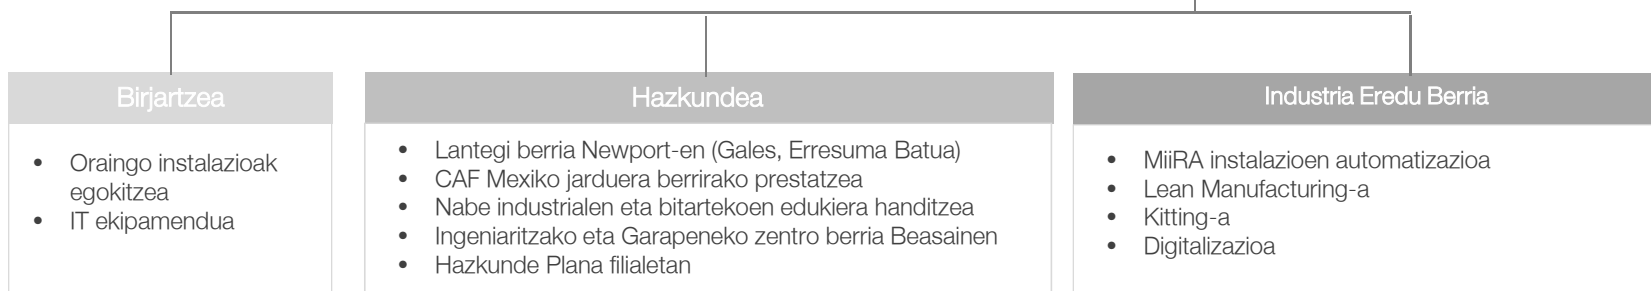 Birjartzea
• Oraingo instalazioak
egokitzea
• IT ekipamendua
Hazkundea
• Lantegi berria Newport-en (Gales, Erresuma Batua)
• CAF Mexiko jarduera berrirako prestatzea
• Nabe industrialen eta bitartekoen edukiera handitzea
• Ingeniaritzako eta Garapeneko zentro berria Beasainen
• Hazkunde Plana filialetan
Industria Eredu Berria
• MiiRA instalazioen automatizazioa
• Lean Manufacturing-a
• Kitting-a
• Digitalizazioa